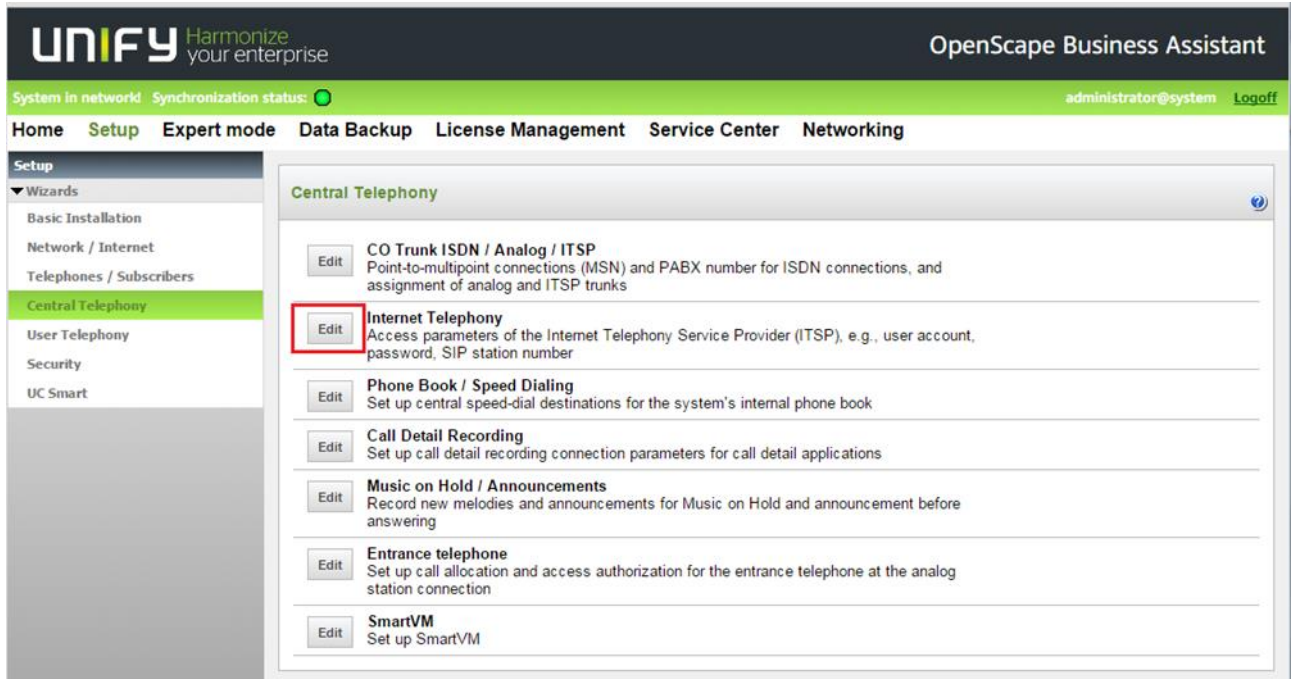 UNIFY Harmonize
your enterprise
OpenScape Business Assistant
System in network! Synchronization status:
administrator@system Logoff
Home Setup Expert mode Data Backup License Management Service Center Networking
Setup
Wizards
Basic Installation
Network / Internet
Telephones / Subscribers
Central Telephony
User Telephony
Security
UC Smart
Central Telephony
?
Edit
CO Trunk ISDN / Analog / ITSP
Point-to-multipoint connections (MSN) and PABX number for ISDN connections, and
assignment of analog and ITSP trunks
Edit
Internet Telephony
Access parameters of the Internet Telephony Service Provider (ITSP), e.g., user account,
password, SIP station number
Edit
Phone Book / Speed Dialing
Set up central speed-dial destinations for the system's internal phone book
Edit
Call Detail Recording
Set up call detail recording connection parameters for call detail applications
Edit
Music on Hold / Announcements
Record new melodies and announcements for Music on Hold and announcement before
answering
Edit
Entrance telephone
Set up call allocation and access authorization for the entrance telephone at the analog
station connection
Edit
SmartVM
Set up SmartVM